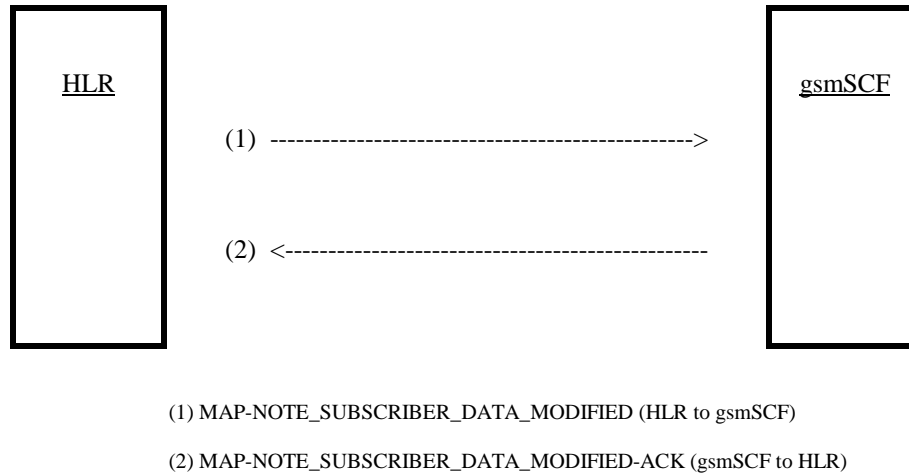 HLR
gsmSCF
(1) ------------------------------------------------->
(2) <-------------------------------------------------
(1) MAP-NOTE_SUBSCRIBER_DATA_MODIFIED (HLR to gsmSCF)
(2) MAP-NOTE_SUBSCRIBER_DATA_MODIFIED-ACK (gsmSCF to HLR)